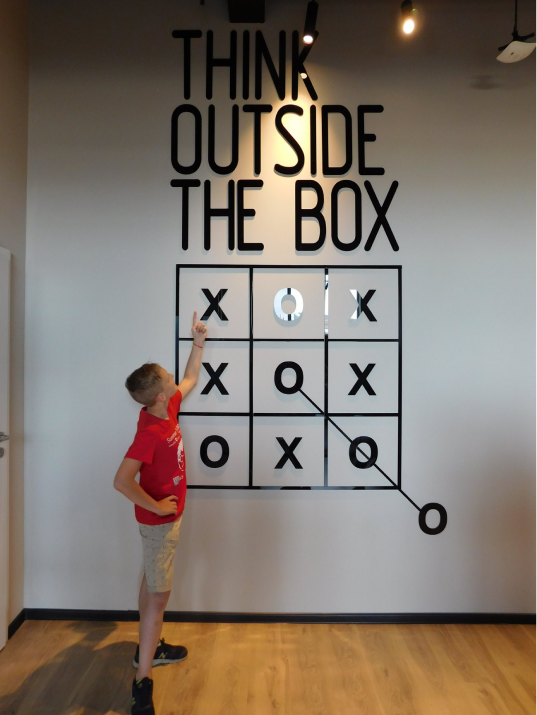 THINK
OUTSIDE
THE BOX
X O X
X O X
O X O
O